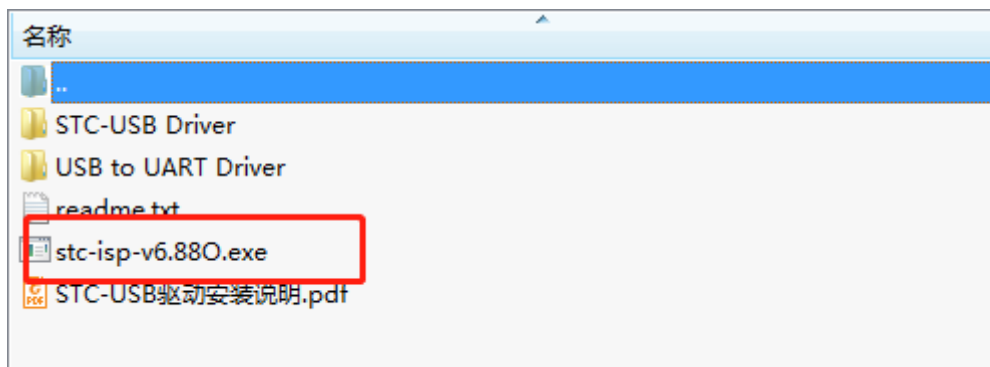 名称
..
STC-USB Driver
USB to UART Driver
readme.txt
stc-isp-v6.88O.exe
STC-USB驱动安装说明.pdf